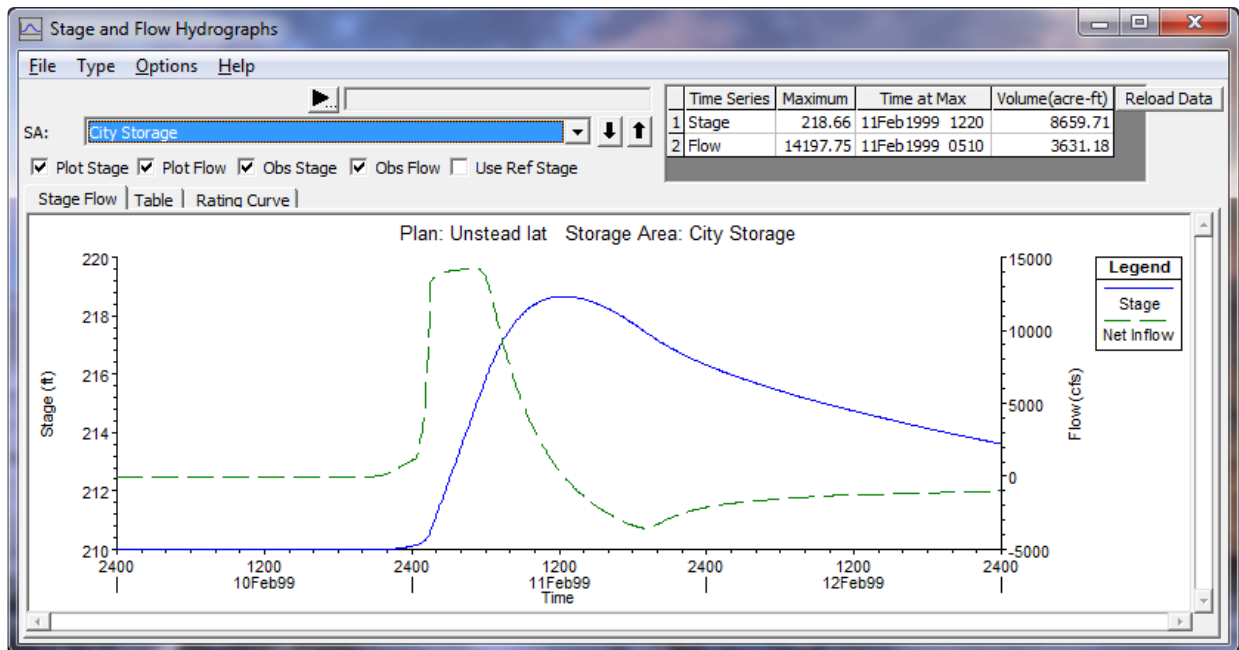 Stage and Flow Hydrographs
File Type Options Help
SA: City Storage
Plot Stage Plot Flow Obs Stage Obs Flow Use Ref Stage
Time Series Maximum Time at Max Volume(acre-ft) Reload Data
1 Stage 218.66 11Feb1999 1220 8659.71
2 Flow 14197.75 11Feb1999 0510 3631.18
Stage Flow Table Rating Curve
Plan: Unstead lat Storage Area: City Storage
Stage (ft)
220
218
216
214
212
210
15000
10000
5000
0
-5000
Flow (cfs)
Legend
Stage
Net Inflow
2400 1200 2400 1200 2400 1200 2400
10Feb99 11Feb99 12Feb99
Time